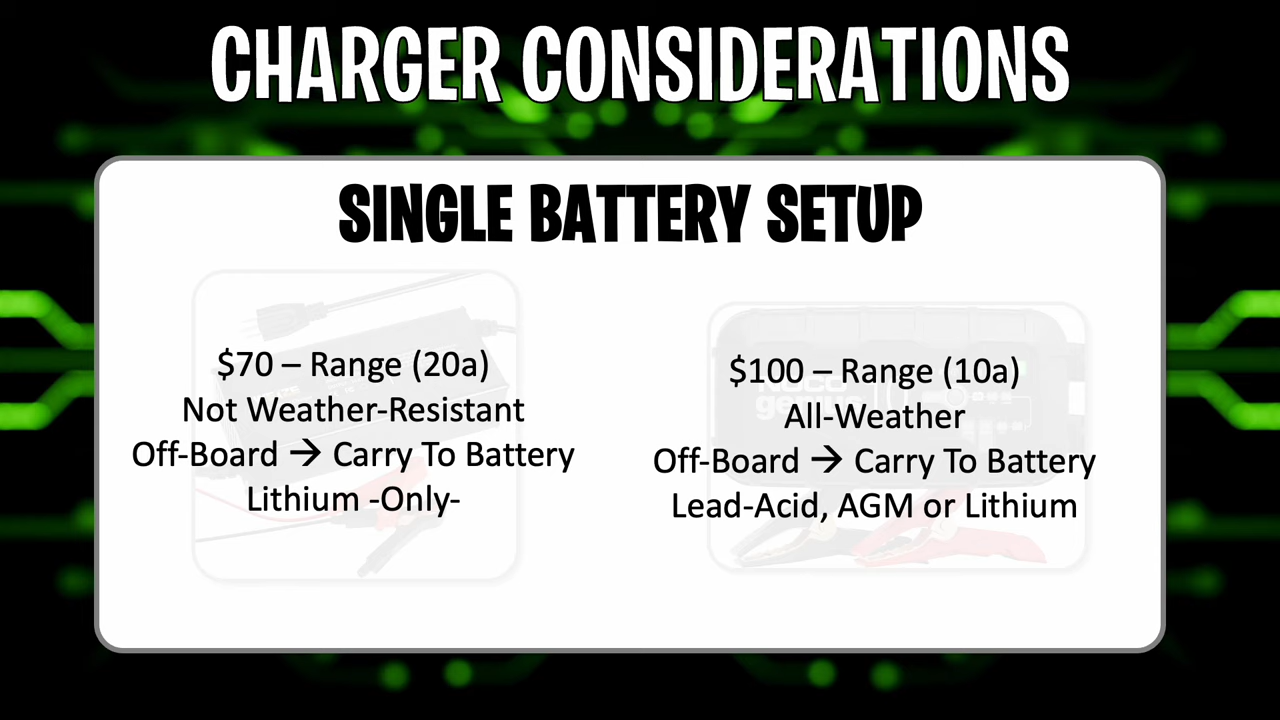 CHARGER CONSIDERATIONS
SINGLE BATTERY SETUP
$70 – Range (20a)
Not Weather-Resistant
Off-Board → Carry To Battery
Lithium -Only-
$100 – Range (10a)
All-Weather
Off-Board → Carry To Battery
Lead-Acid, AGM or Lithium
genius